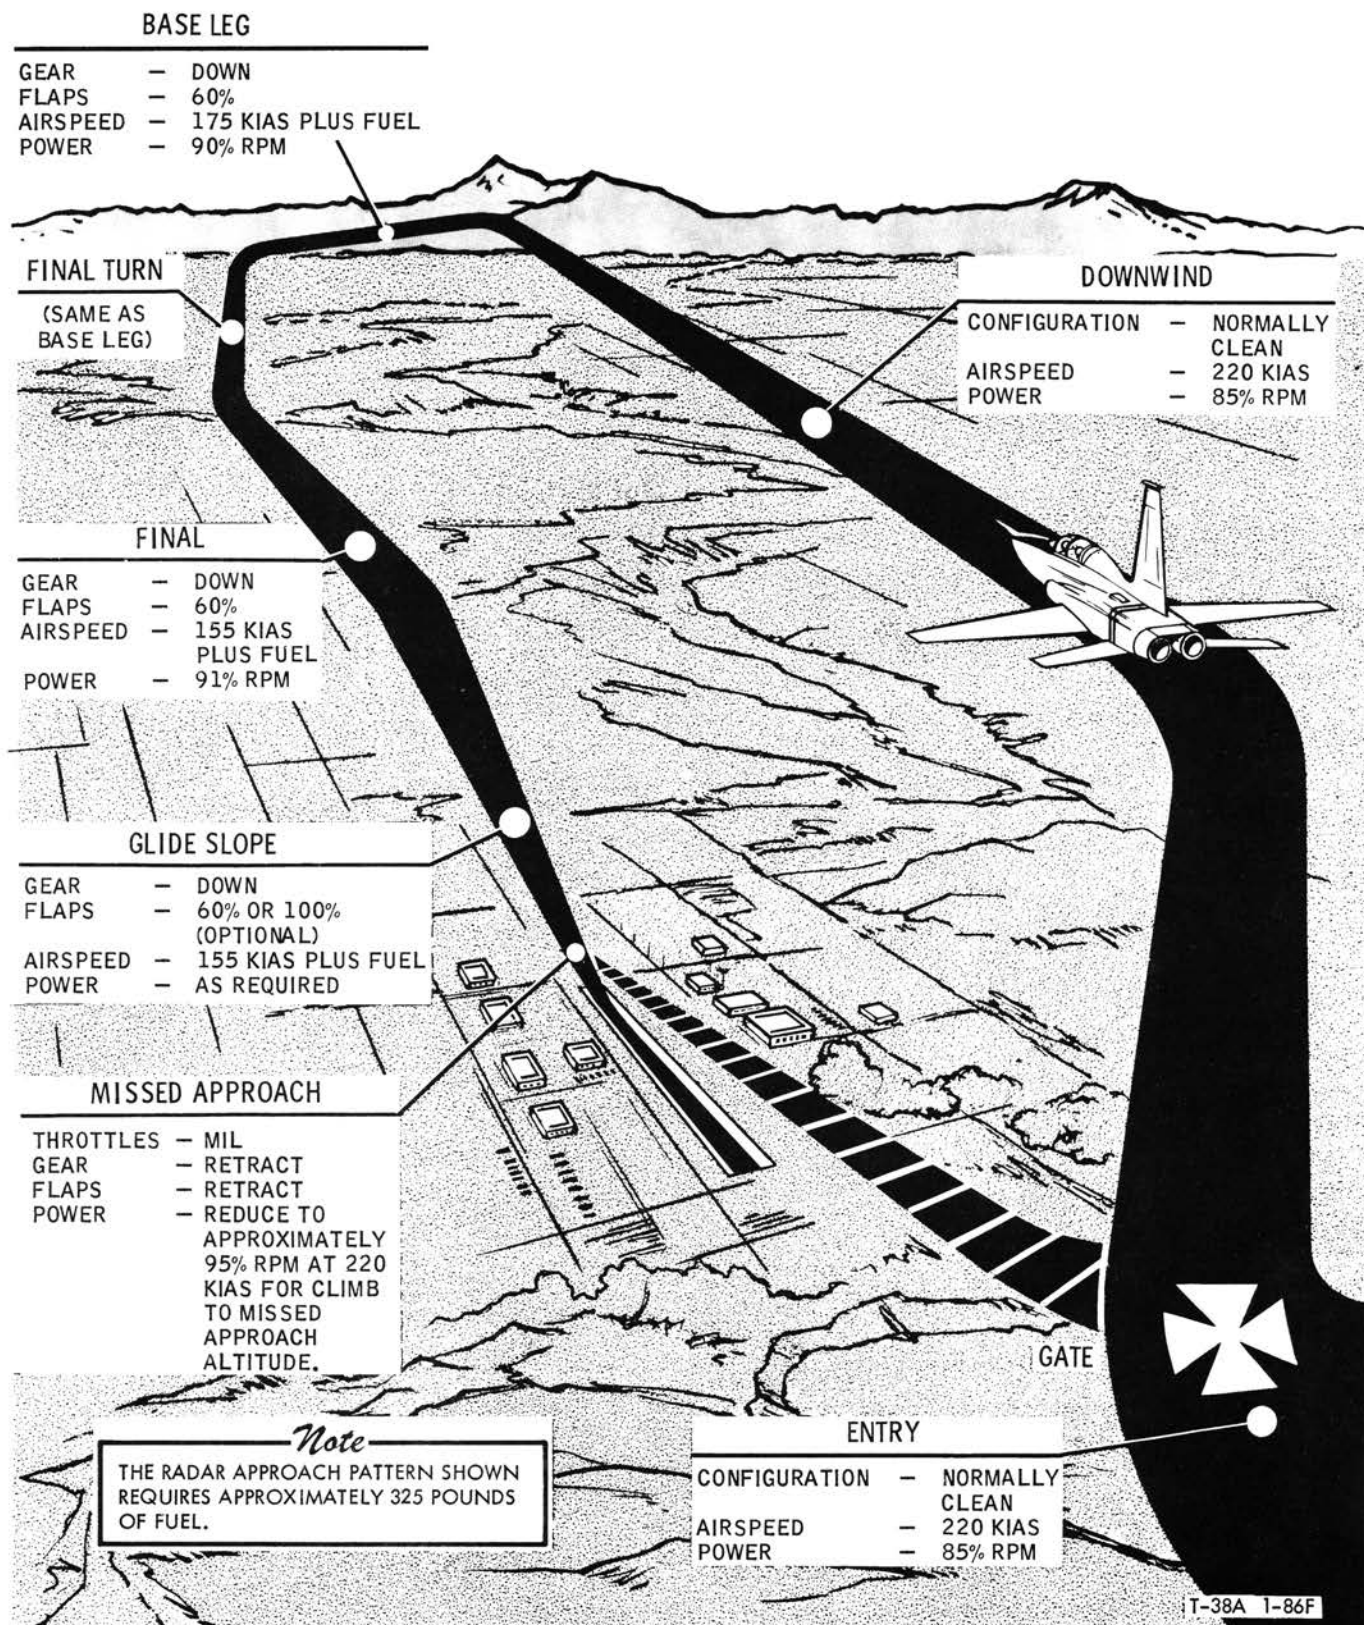 BASE LEG
GEAR — DOWN
FLAPS — 60%
AIRSPEED — 175 KIAS PLUS FUEL
POWER — 90% RPM
FINAL TURN
(SAME AS
BASE LEG)
DOWNWIND
CONFIGURATION — NORMALLY
CLEAN
AIRSPEED — 220 KIAS
POWER — 85% RPM
FINAL
GEAR — DOWN
FLAPS — 60%
AIRSPEED — 155 KIAS
PLUS FUEL
POWER — 91% RPM
GLIDE SLOPE
GEAR — DOWN
FLAPS — 60% OR 100%
(OPTIONAL)
AIRSPEED — 155 KIAS PLUS FUEL
POWER — AS REQUIRED
MISSED APPROACH
THROTTLES — MIL
GEAR — RETRACT
FLAPS — RETRACT
POWER — REDUCE TO
APPROXIMATELY
95% RPM AT 220
KIAS FOR CLIMB
TO MISSED
APPROACH
ALTITUDE.
GATE
Note
THE RADAR APPROACH PATTERN SHOWN
REQUIRES APPROXIMATELY 325 POUNDS
OF FUEL.
ENTRY
CONFIGURATION — NORMALLY
CLEAN
AIRSPEED — 220 KIAS
POWER — 85% RPM
T-38A 1-86F